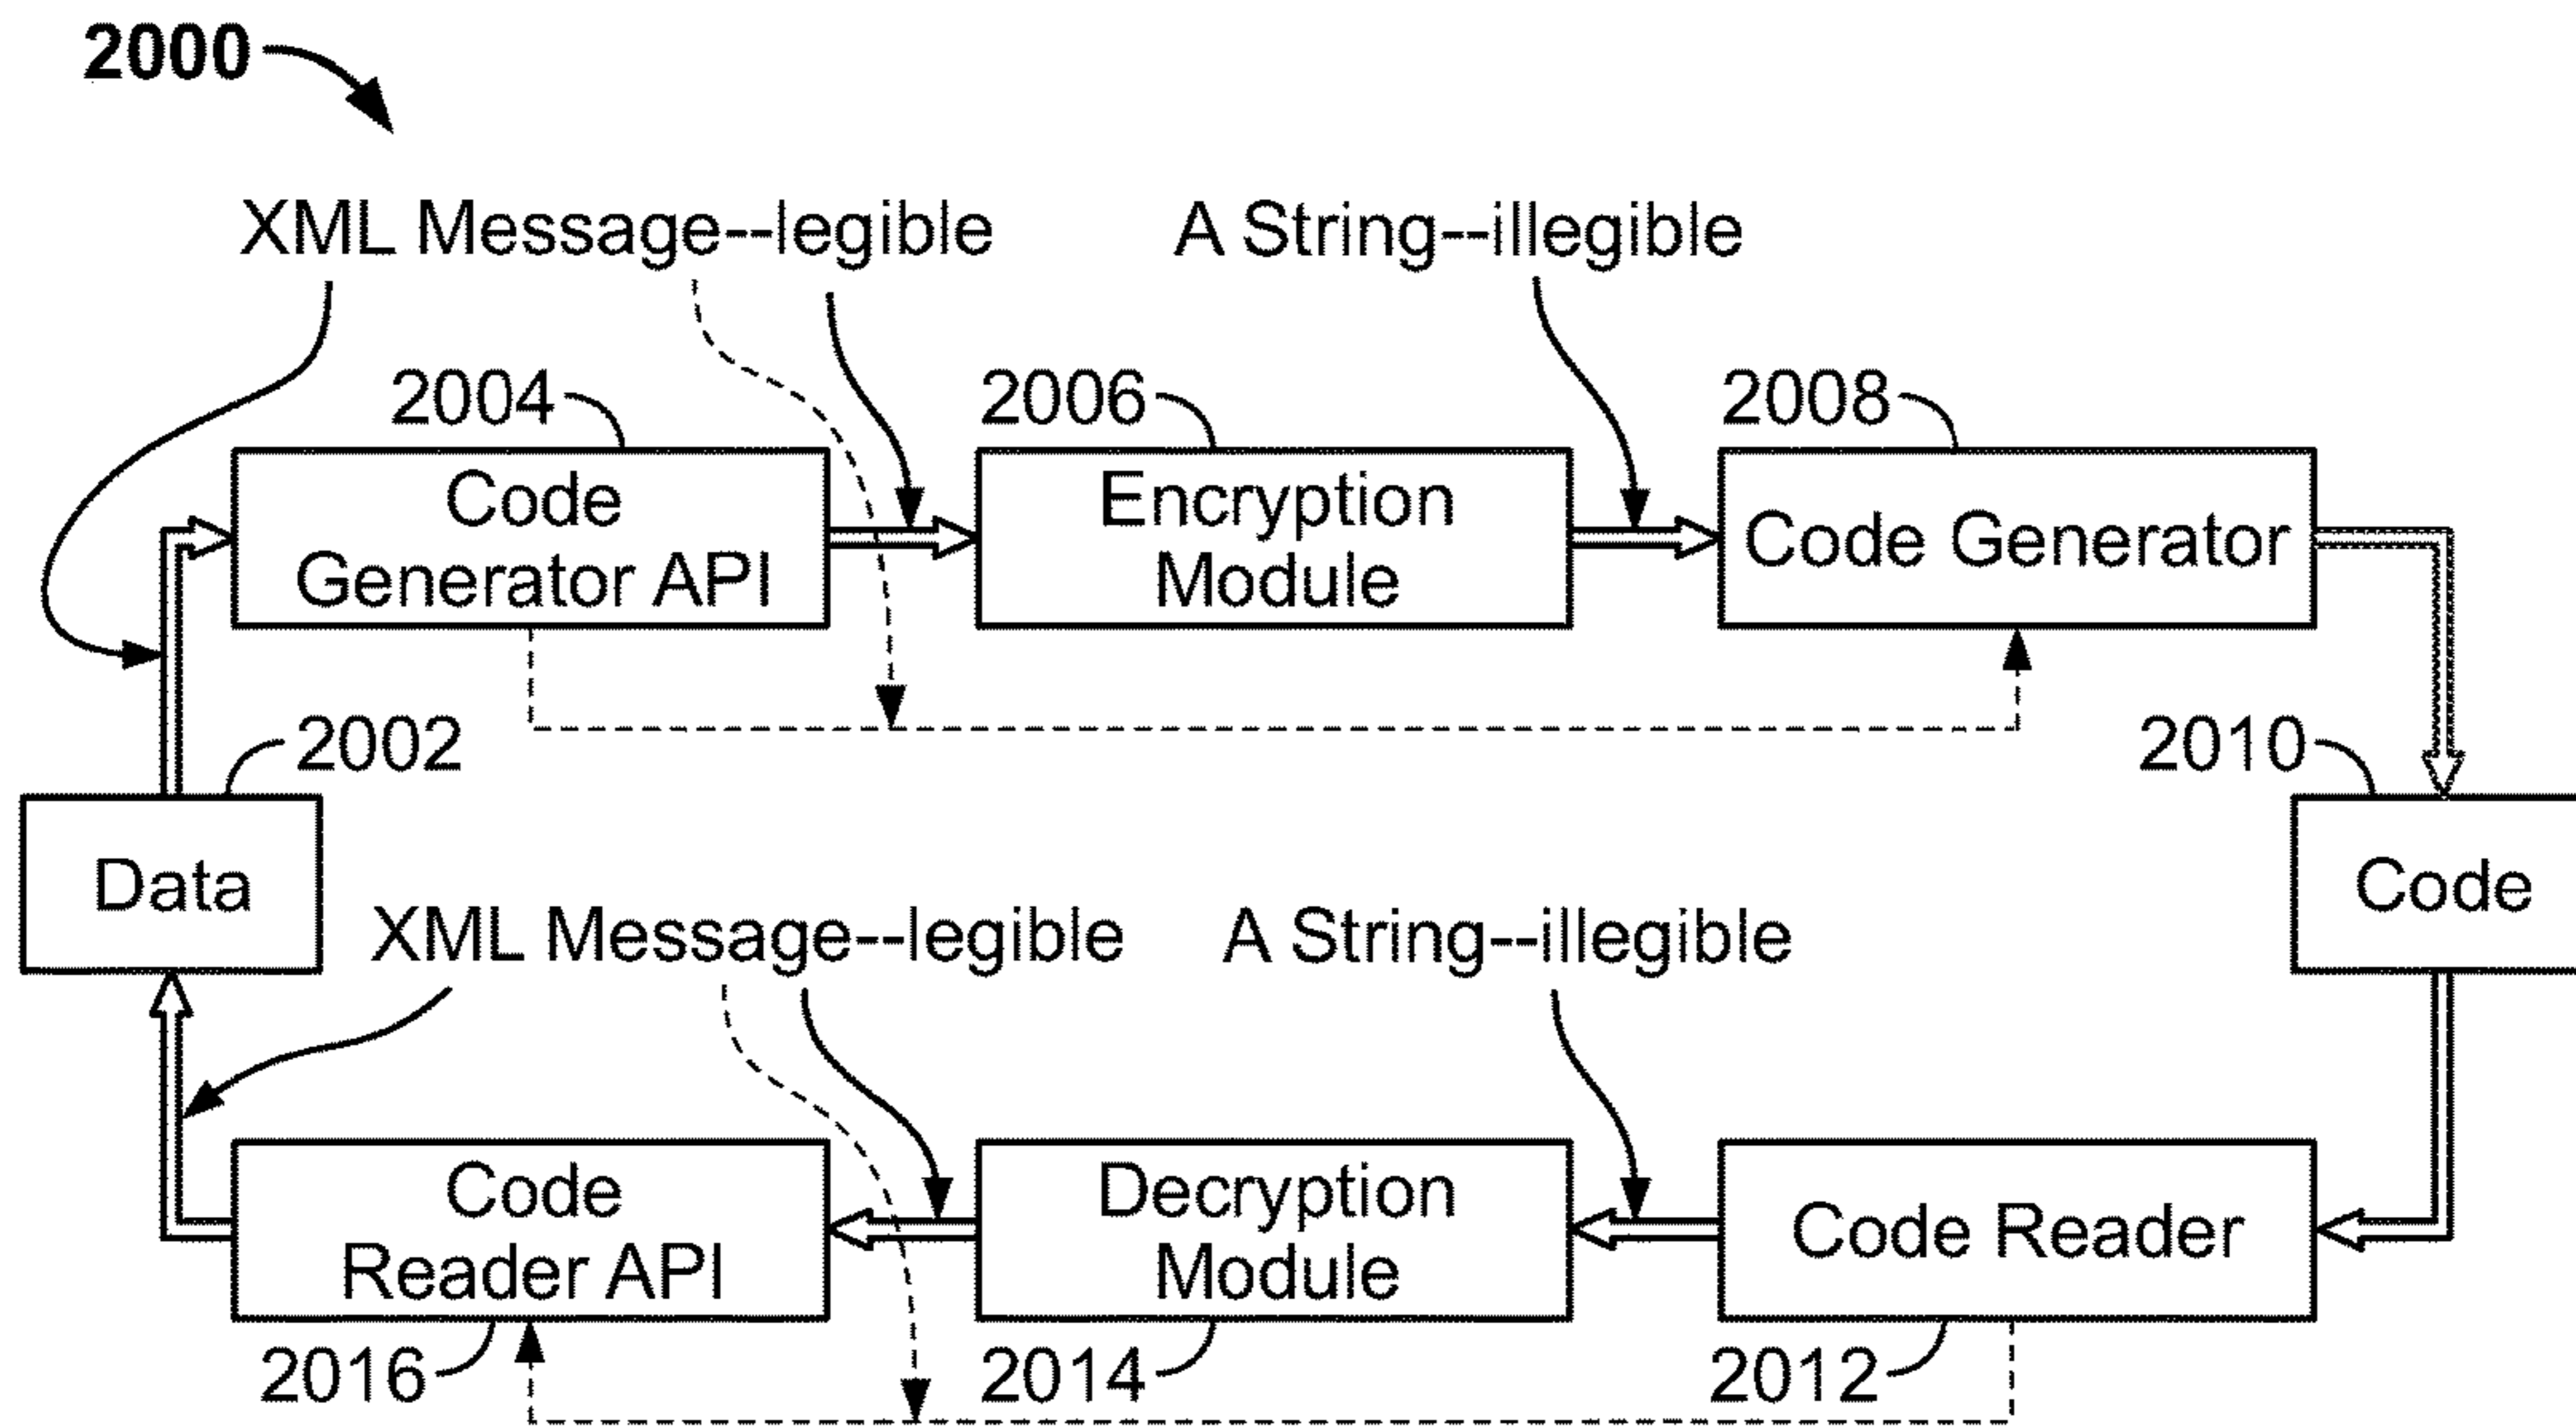 2000
XML Message--legible
A String--illegible
2004
2006
2008
Code
Generator API
Encryption
Module
Code Generator
2002
2010
Data
Code
XML Message--legible
A String--illegible
Code
Reader API
Decryption
Module
Code Reader
2016
2014
2012